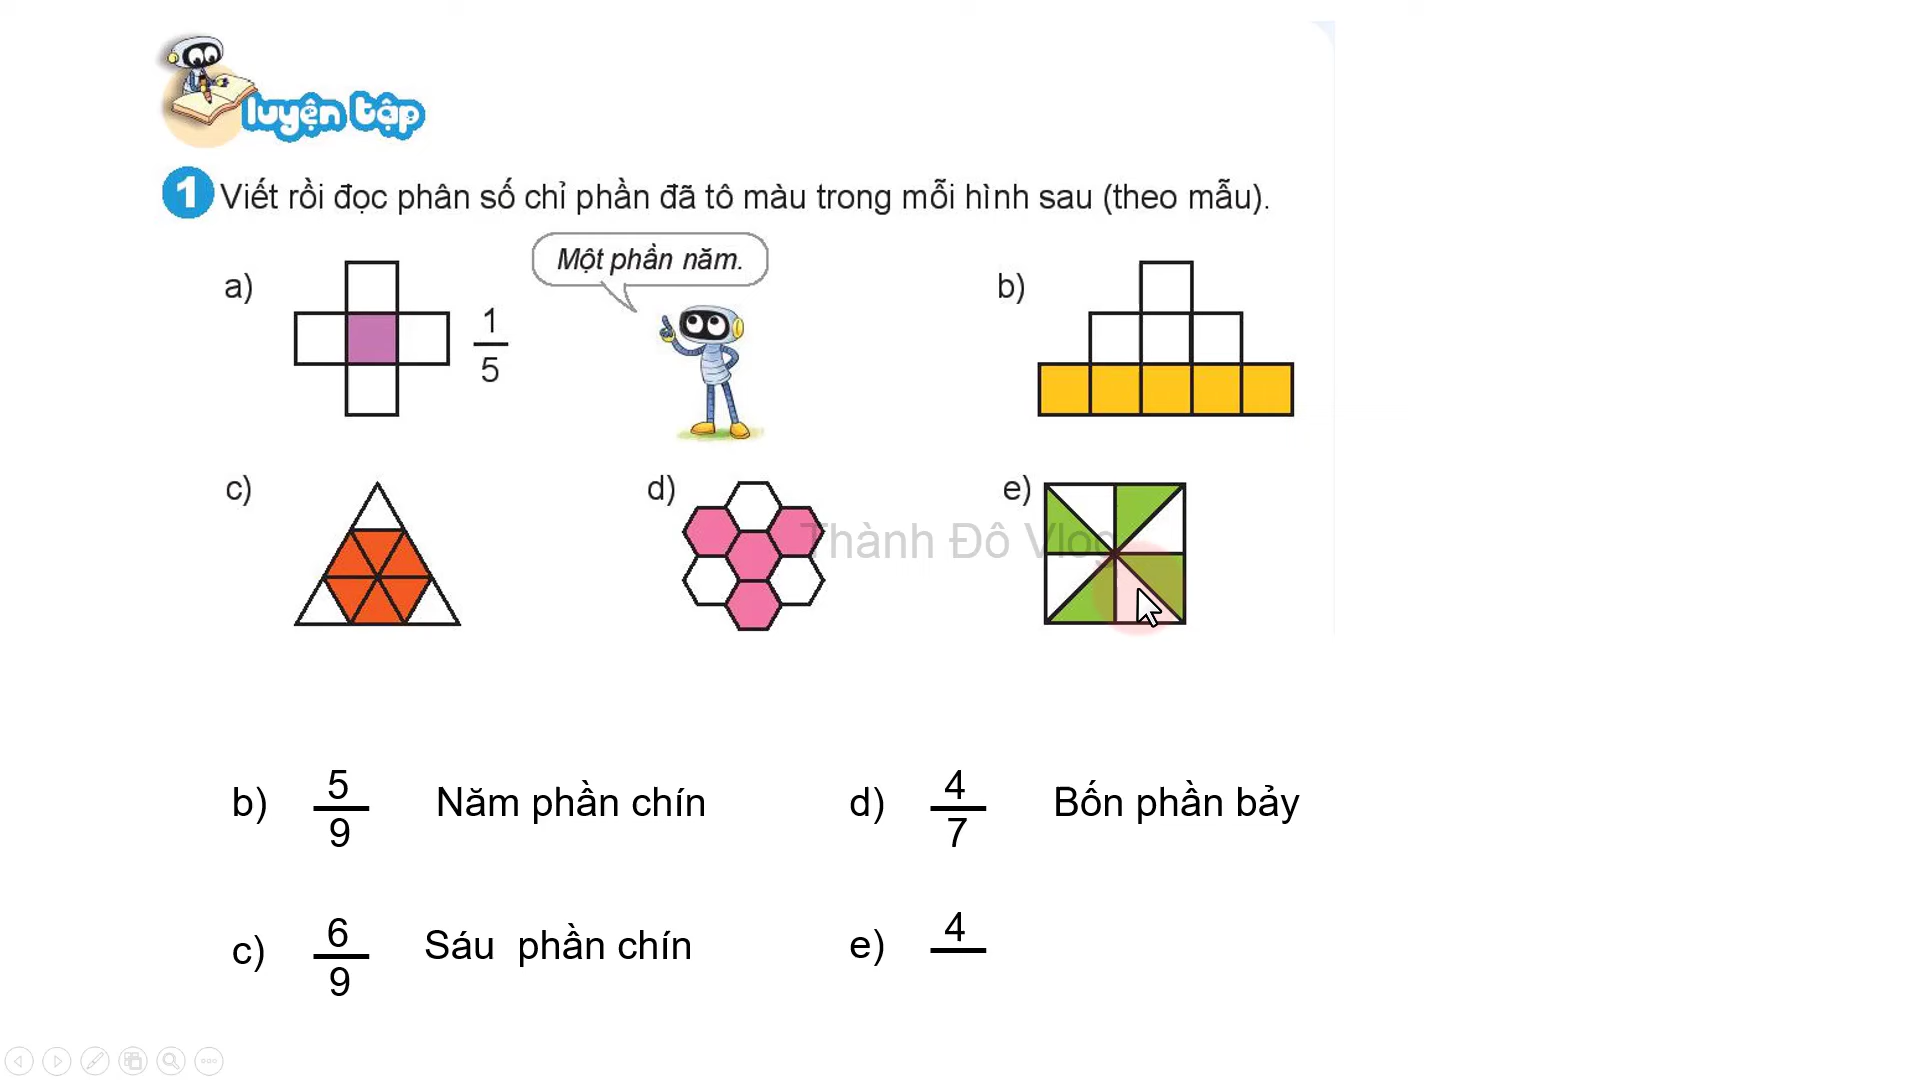 luyện tập
1 Viết rồi đọc phân số chỉ phần đã tô màu trong mỗi hình sau (theo mẫu).
a)
1
5
Một phần năm.
b)
c)
d)
e)
Thành Đô Vlog
b) 5
9
Năm phần chín
d) 4
7
Bốn phần bảy
c) 6
9
Sáu phần chín
e) 4